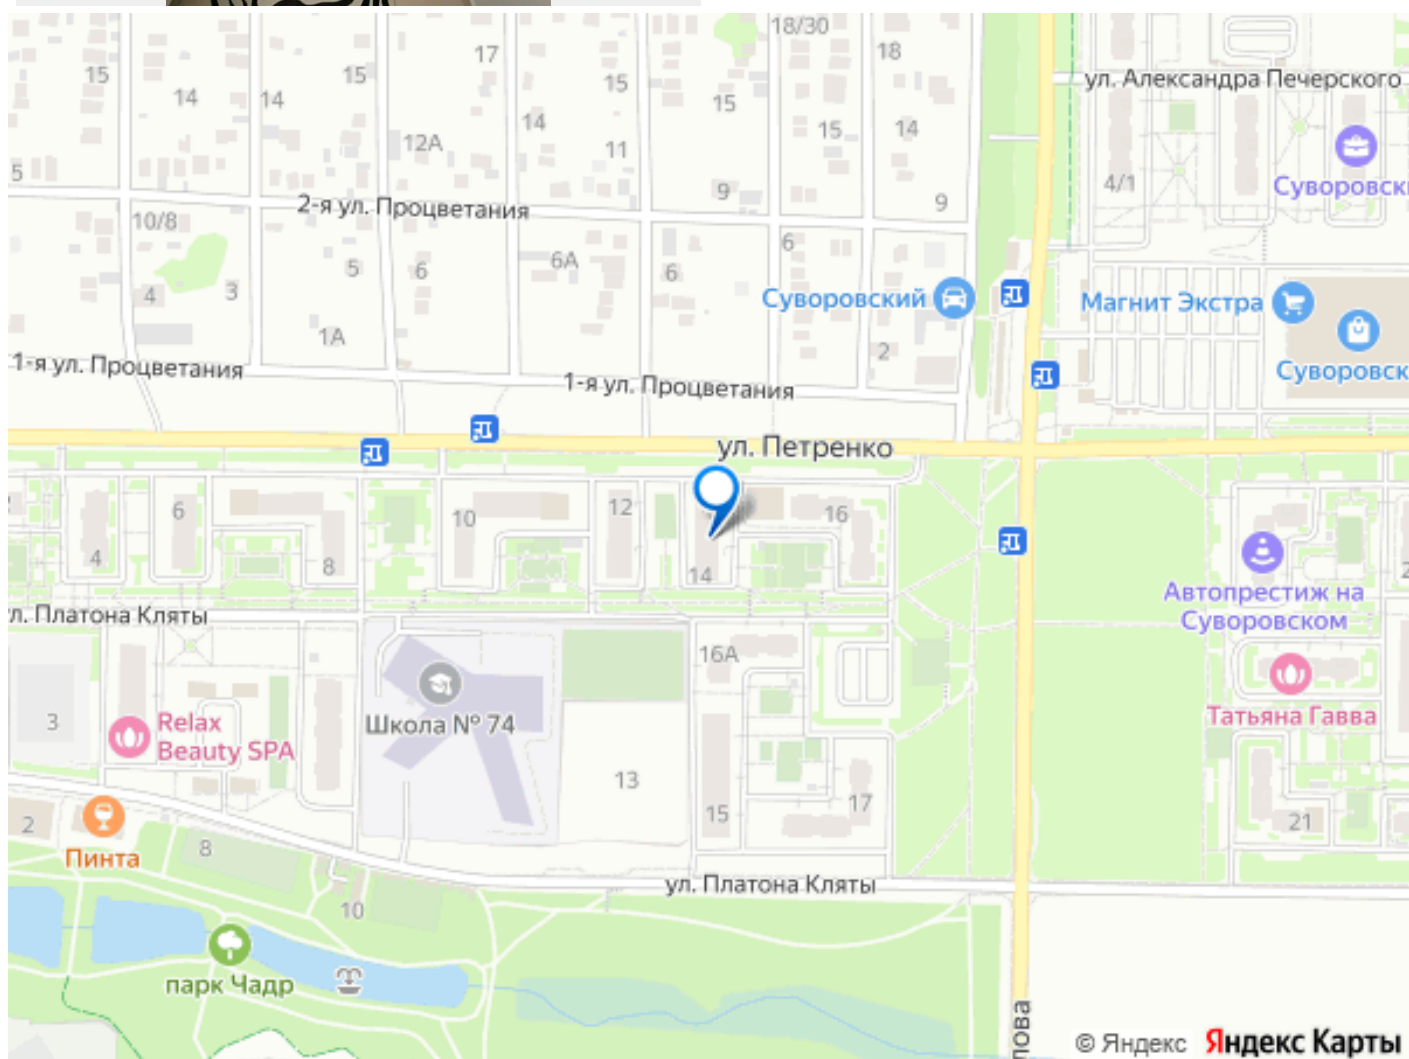 18/30
17
18
ул. Александра Печерского
15
15
15
15
14
14
14
15
14
12А
11
5
4/1
Суворовски
9
9
2-я ул. Процветания
10/8
6
5
6
6А
6
3
4
Суворовский
Магнит Экстра
1А
2
1-я ул. Процветания
1-я ул. Процветания
Суворовск
ул. Петренко
6
10
12
16
4
8
14
2
Автопрестиж на
Суворовском
л. Платона Кляты
16А
3
Школа № 74
Relax
Beauty SPA
Татьяна Гавва
13
15
17
21
2
8
Пинта
ул. Платона Кляты
10
парк Чадр
лова
© Яндекс Яндекс Карты